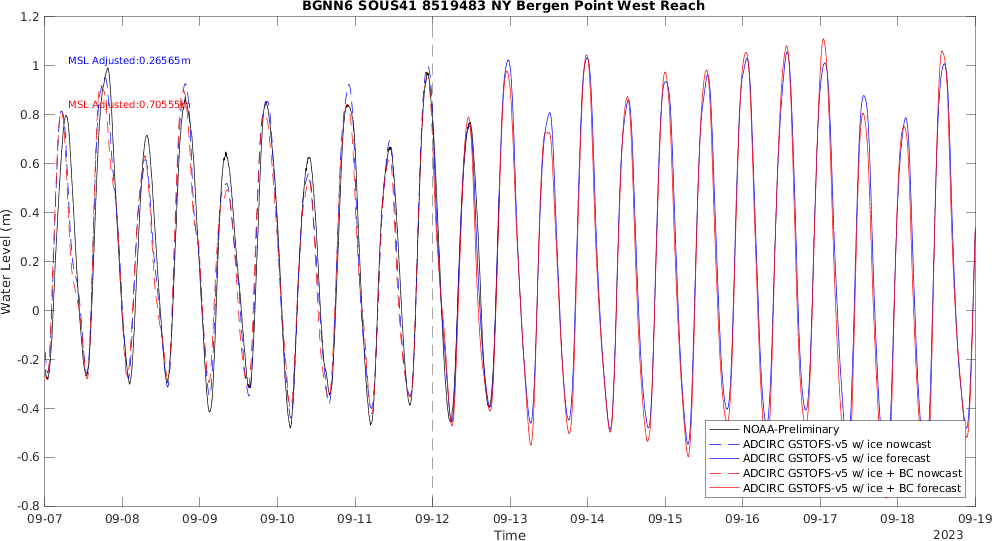 BGNN6 SOUS41 8519483 NY Bergen Point West Reach
1.2
1
0.8
0.6
0.4
0.2
0
-0.2
-0.4
-0.6
-0.8
Water Level (m)
MSL Adjusted:0.26565m
MSL Adjusted:0.70555m
NOAA-Preliminary
ADCIRC GSTOFS-v5 w/ ice nowcast
ADCIRC GSTOFS-v5 w/ ice forecast
ADCIRC GSTOFS-v5 w/ ice + BC nowcast
ADCIRC GSTOFS-v5 w/ ice + BC forecast
09-07 09-08 09-09 09-10 09-11 09-12 09-13 09-14 09-15 09-16 09-17 09-18 09-19
Time
2023